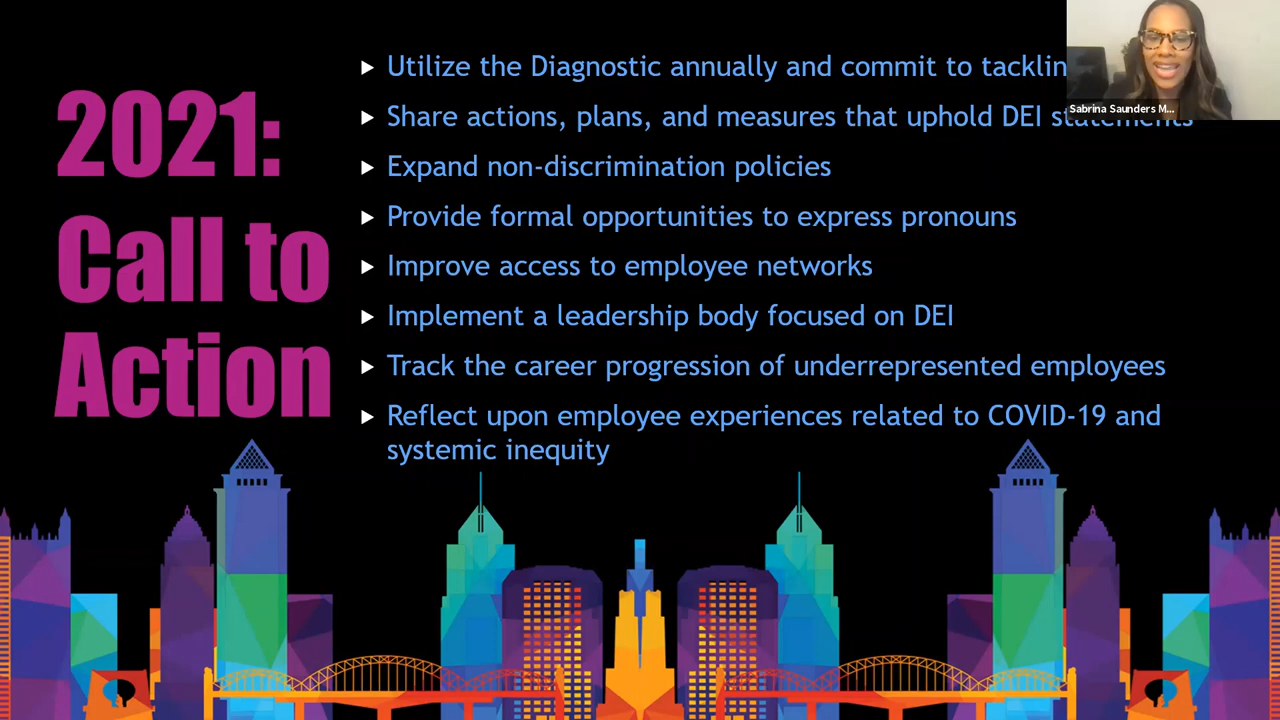 2021:
Call to
Action
Utilize the Diagnostic annually and commit to
Share actions, plans, and measures that uphold DEI statements
Expand non-discrimination policies
Provide formal opportunities to express pronouns
Improve access to employee networks
Implement a leadership body focused on DEI
Track the career progression of underrepresented employees
Reflect upon employee experiences related to COVID-19 and
systemic inequity
Sabrina Saunders M...